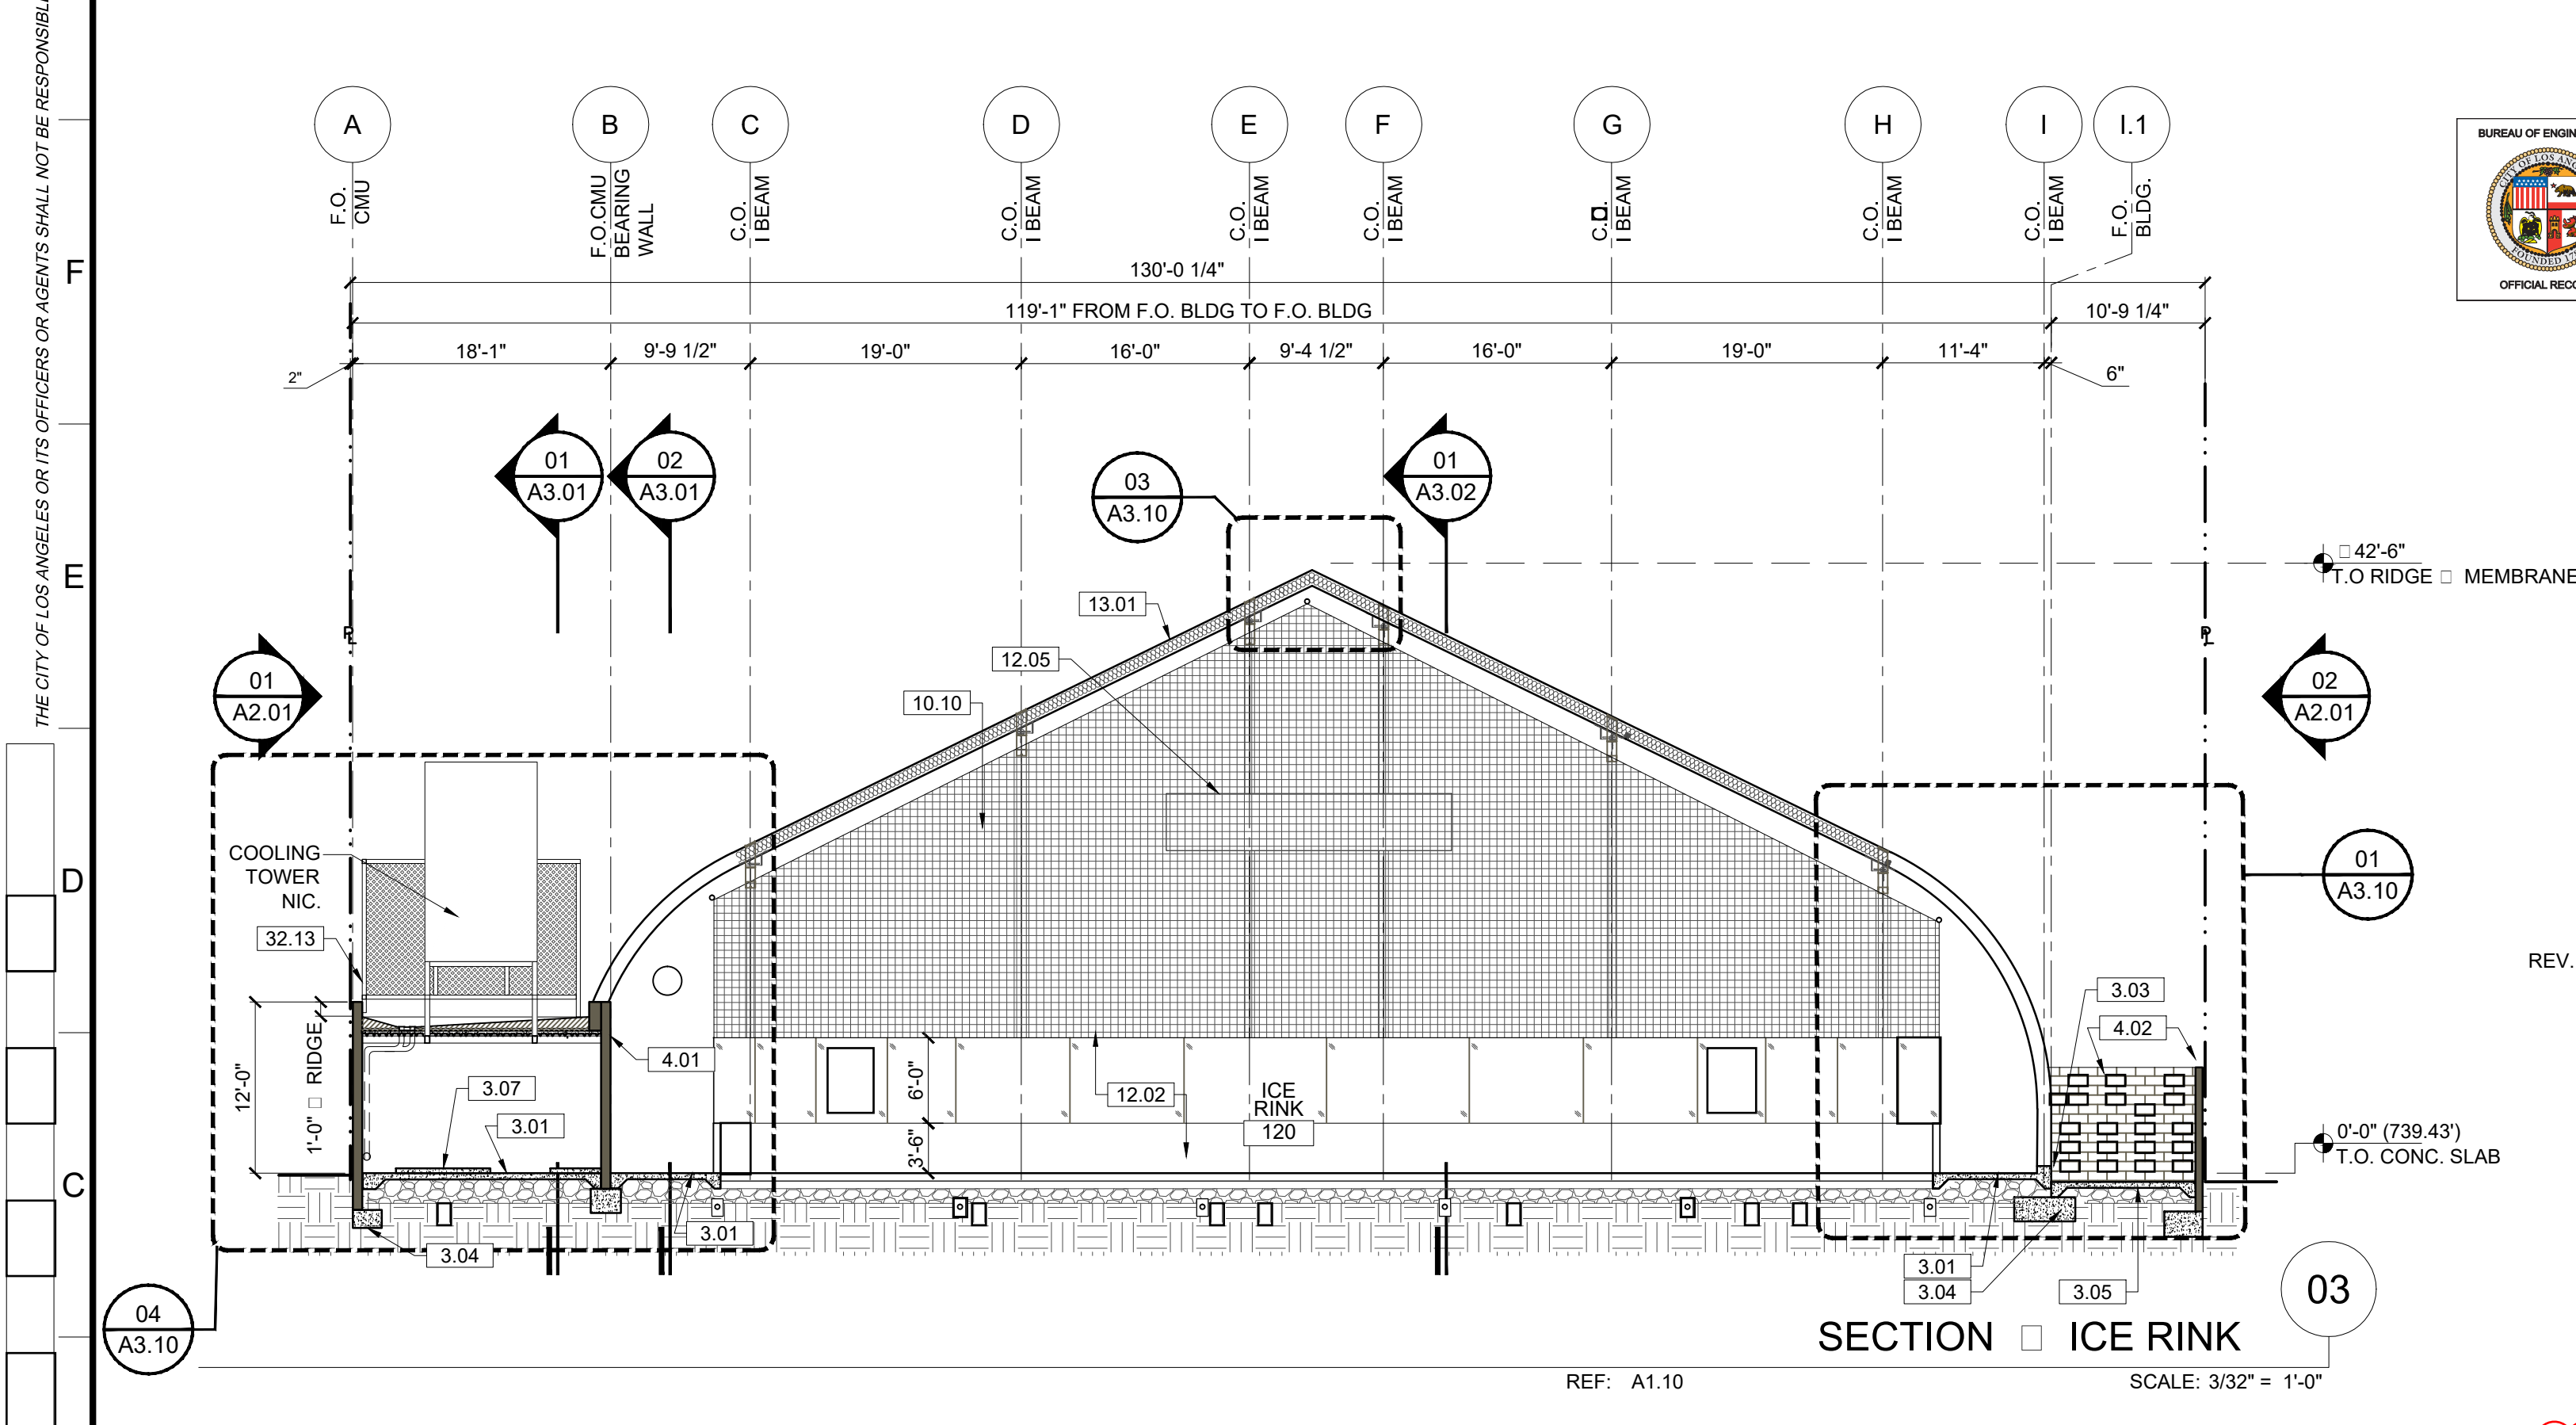 THE CITY OF LOS ANGELES OR ITS OFFICERS OR AGENTS SHALL NOT BE RESPONSIBLE
F
E
D
C
A
B
C
D
E
F
G
H
I
I.1
F.O.
CMU
F.O.CMU
BEARING
WALL
C.O.
I BEAM
C.O.
I BEAM
C.O.
I BEAM
C.O.
I BEAM
I BEAM
C.O.
I BEAM
C.O.
I BEAM
F.O.
BLDG.
BUREAU OF
CITY OF LOS
FOUNDED
OFFICIAL
130'-0 1/4"
119'-1" FROM F.O. BLDG TO F.O. BLDG
10'-9 1/4"
2"
18'-1"
9'-9 1/2"
19'-0"
16'-0"
9'-4 1/2"
16'-0"
19'-0"
11'-4"
6"
01
A3.01
02
A3.01
03
A3.10
01
A3.02
42'-6"
T.O RIDGE □ MEMBRANE
13.01
12.05
10.10
PL
PL
01
A2.01
02
A2.01
COOLING
TOWER
NIC.
32.13
01
A3.10
REV.
12'-0"
1'-0" □ RIDGE
4.01
3.07
3.01
6'-0"
3'-6"
12.02
ICE
RINK
120
3.03
4.02
0'-0" (739.43')
T.O. CONC. SLAB
3.01
3.04
3.01
3.04
3.05
04
A3.10
03
SECTION □ ICE RINK
REF: A1.10
SCALE: 3/32" = 1'-0"